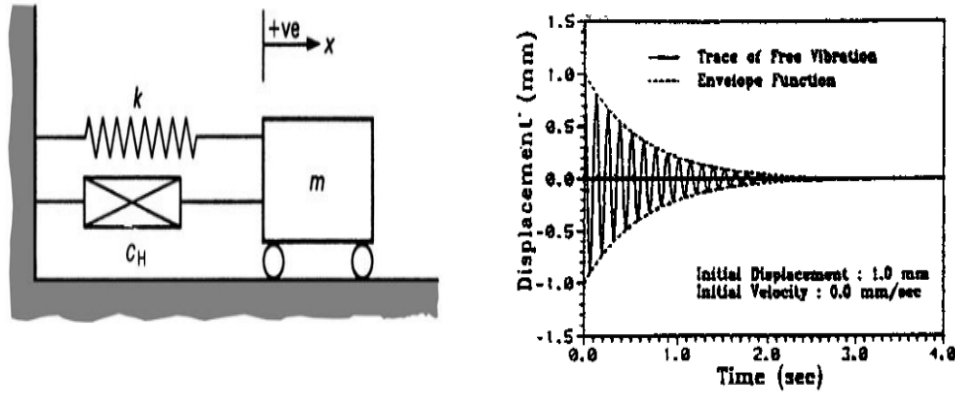 +ve
x
k
m
cH
1.5
1.0
0.5
0.0
-0.5
-1.0
-1.5
Displacement (mm)
Trace of Free Vibration
Envelope Function
Initial Displacement : 1.0 mm
Initial Velocity : 0.0 mm/sec
0.0 1.0 2.0 3.0 4.0
Time (sec)